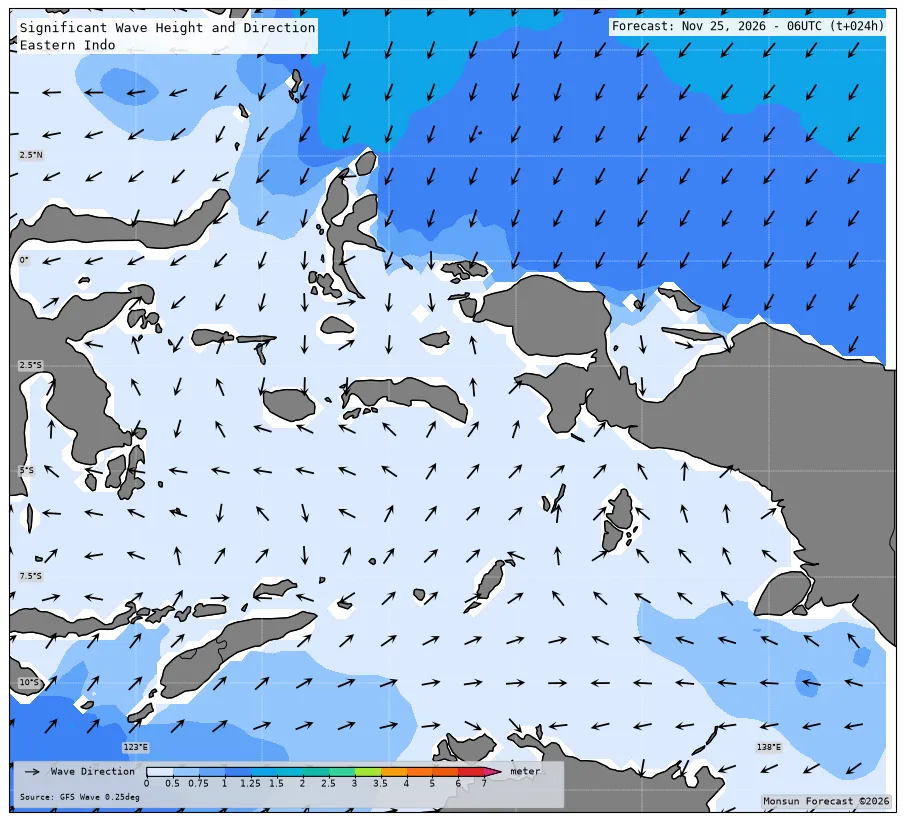 Significant Wave Height and Direction
Eastern Indo
Forecast: Nov 25, 2026 - 06UTC (t+024h)
2.5°N
0°
2.5°S
5°S
7.5°S
10°S
123°E
138°E
Wave Direction
meter
0 0.5 0.75 1 1.25 1.5 2 2.5 3 3.5 4 5 6 7
Source: GFS Wave 0.25deg
Monsun Forecast ©2026